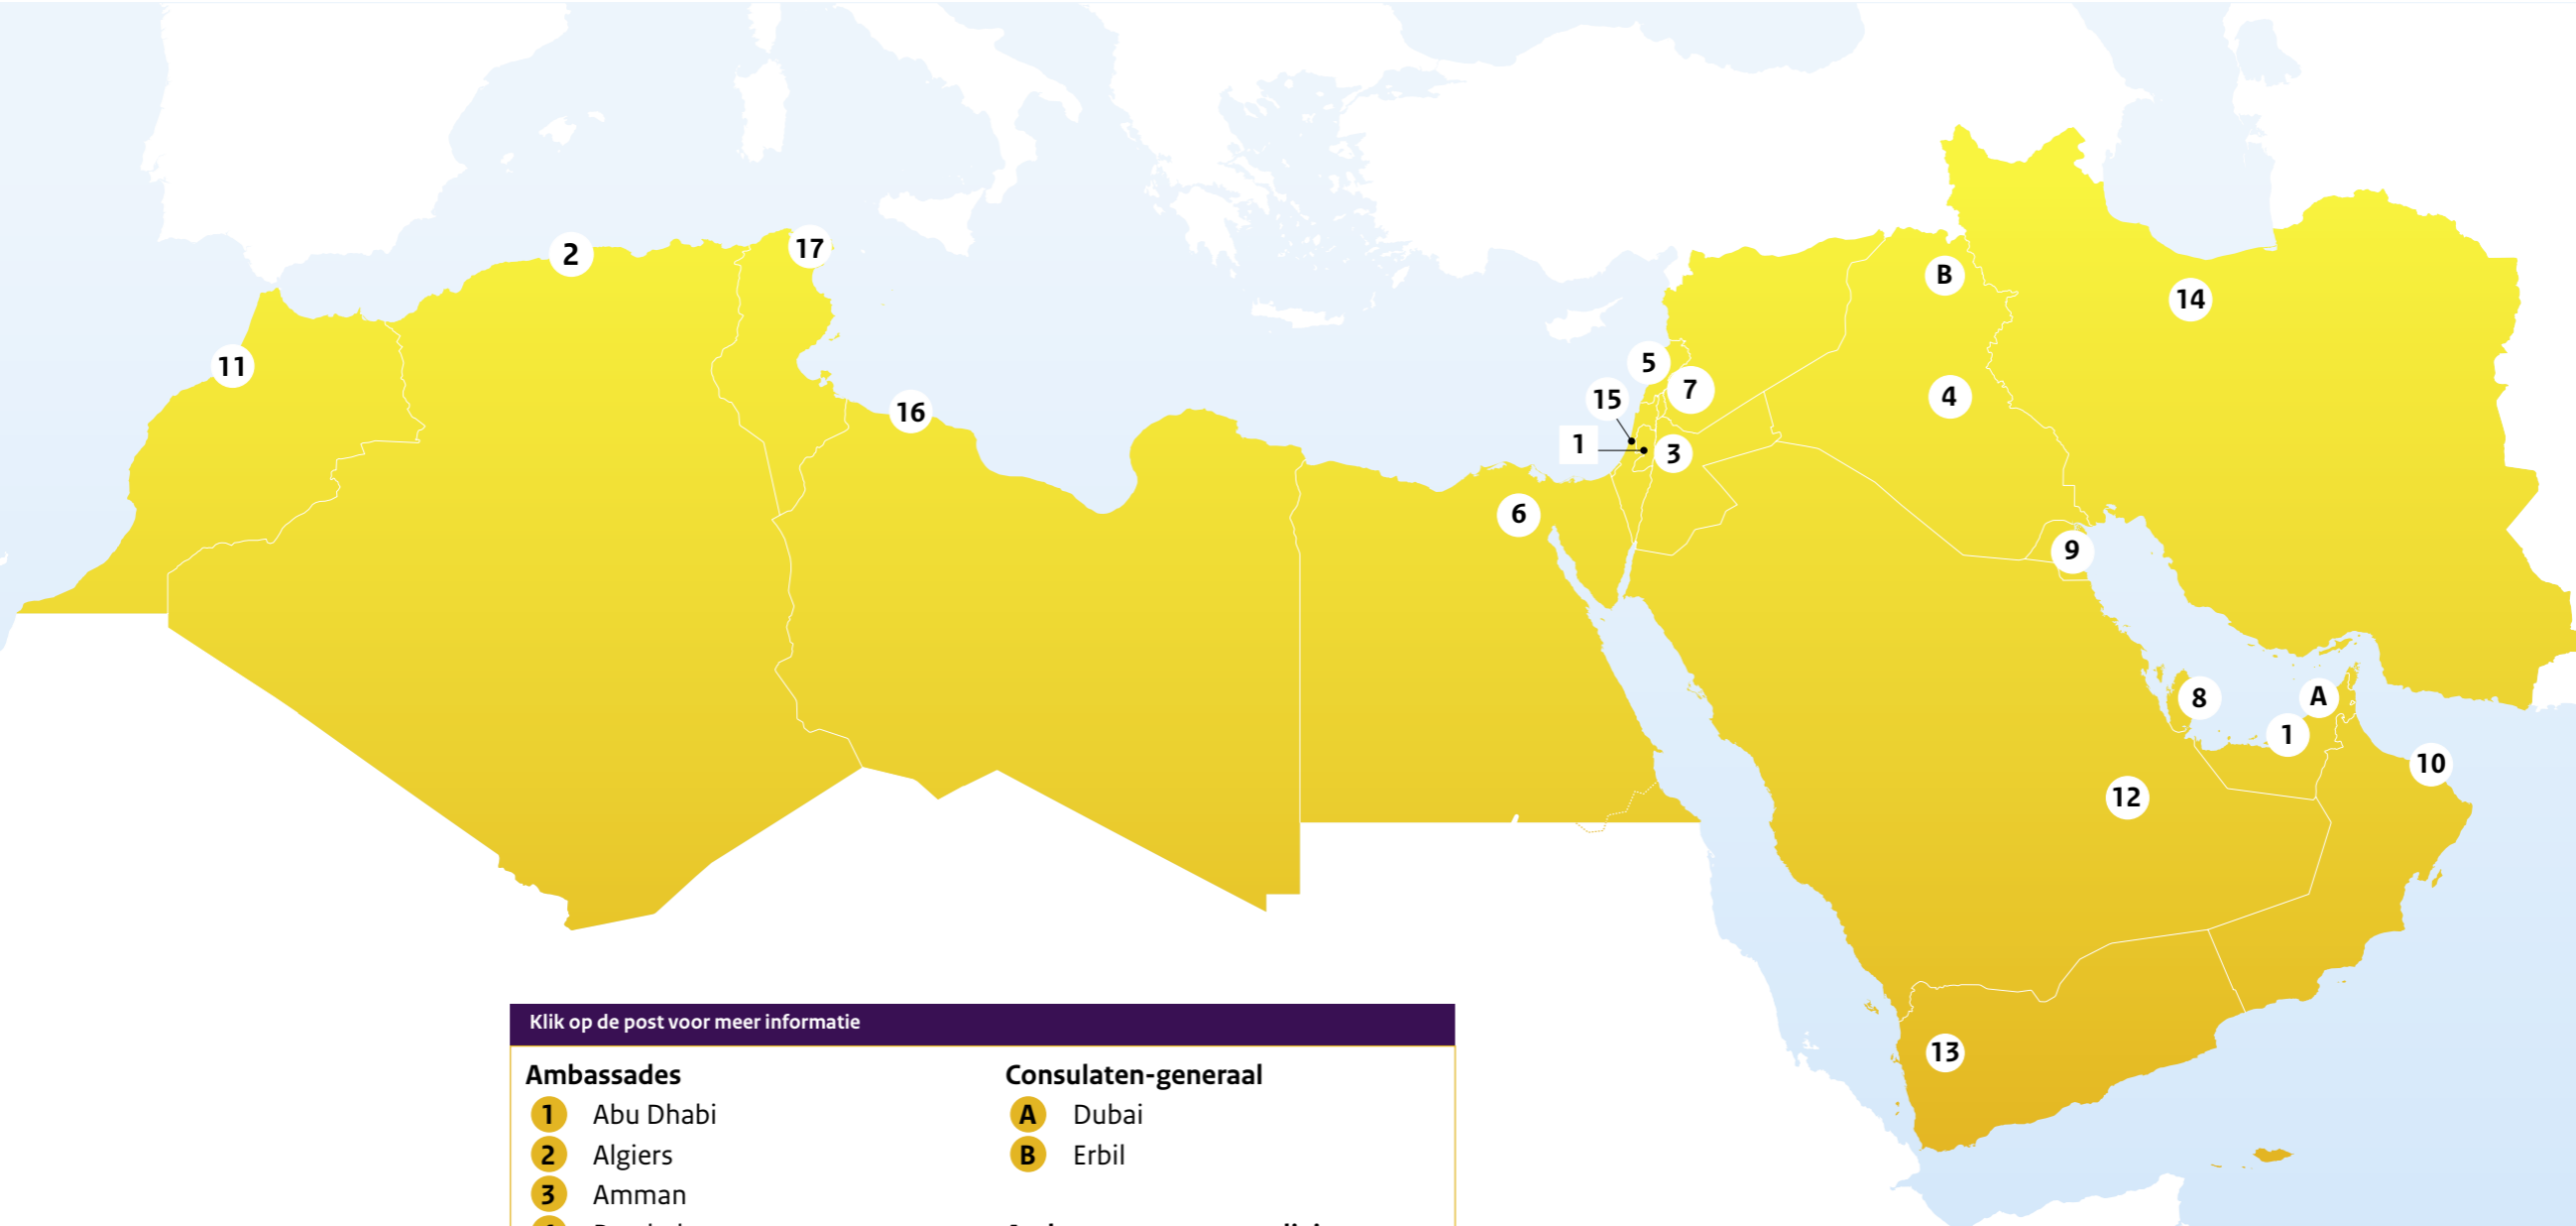 2
17
B
14
11
5
7
15
4
16
1
3
6
9
8
A
1
10
12
13
Klik op de post voor meer informatie
Ambassades
1 Abu Dhabi
2 Algiers
3 Amman
Consulaten-generaal
A Dubai
B Erbil